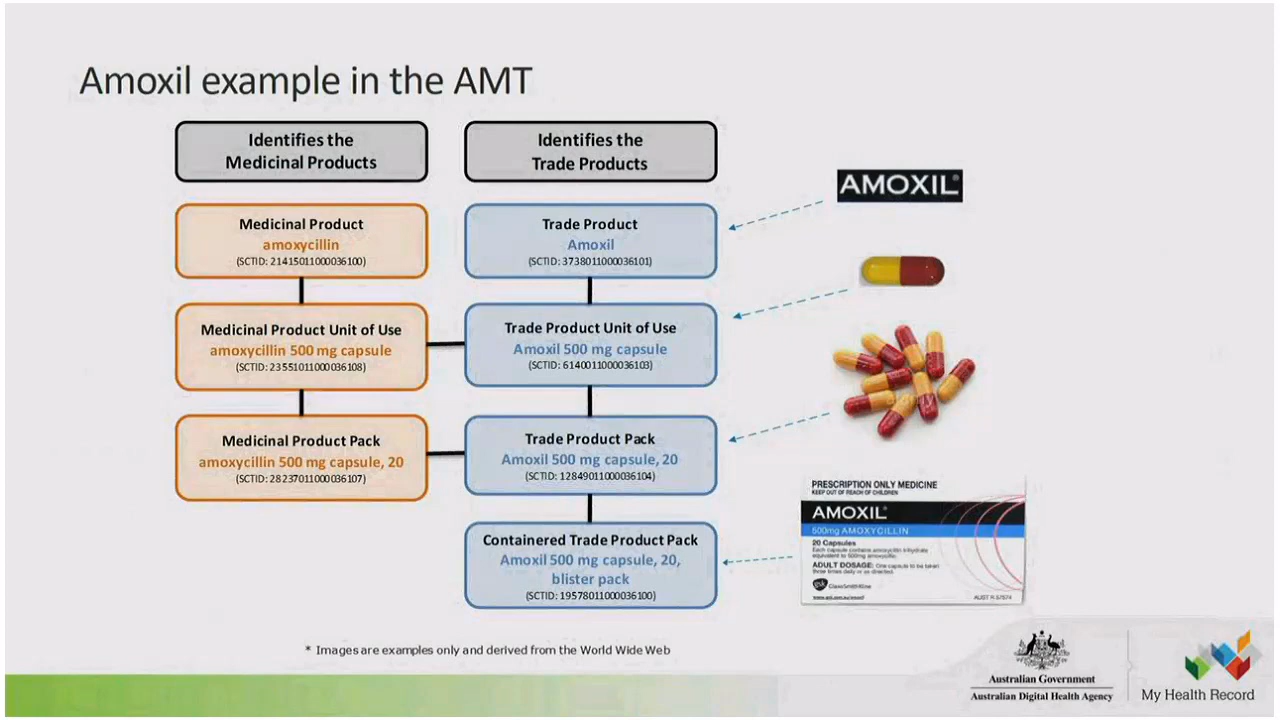 Amoxil example in the AMT
Identifies the
Medicinal Products
Identifies the
Trade Products
Medicinal Product
amoxycillin
(SCTID: 21415011000036100)
Trade Product
Amoxil
(SCTID: 3738011000036101)
AMOXIL®
Medicinal Product Unit of Use
amoxycillin 500 mg capsule
(SCTID: 23551011000036108)
Trade Product Unit of Use
Amoxil 500 mg capsule
(SCTID: 6140011000036103)
Medicinal Product Pack
amoxycillin 500 mg capsule, 20
(SCTID: 28237011000036107)
Trade Product Pack
Amoxil 500 mg capsule, 20
(SCTID: 12849011000036104)
Containered Trade Product Pack
Amoxil 500 mg capsule, 20,
blister pack
(SCTID: 19578011000036100)
PRESCRIPTION ONLY MEDICINE
KEEP OUT OF REACH OF CHILDREN
AMOXIL®
500mg AMOXYCILLIN
20 Capsules
Each capsule contains amoxycillin trihydrate
equivalent to 500mg amoxycillin.
ADULT DOSAGE: One capsule to be taken
three times daily or as directed.
gsk GlaxoSmithKline
AUST R 57574
* Images are examples only and derived from the World Wide Web
Australian Government
Australian Digital Health Agency
My Health Record